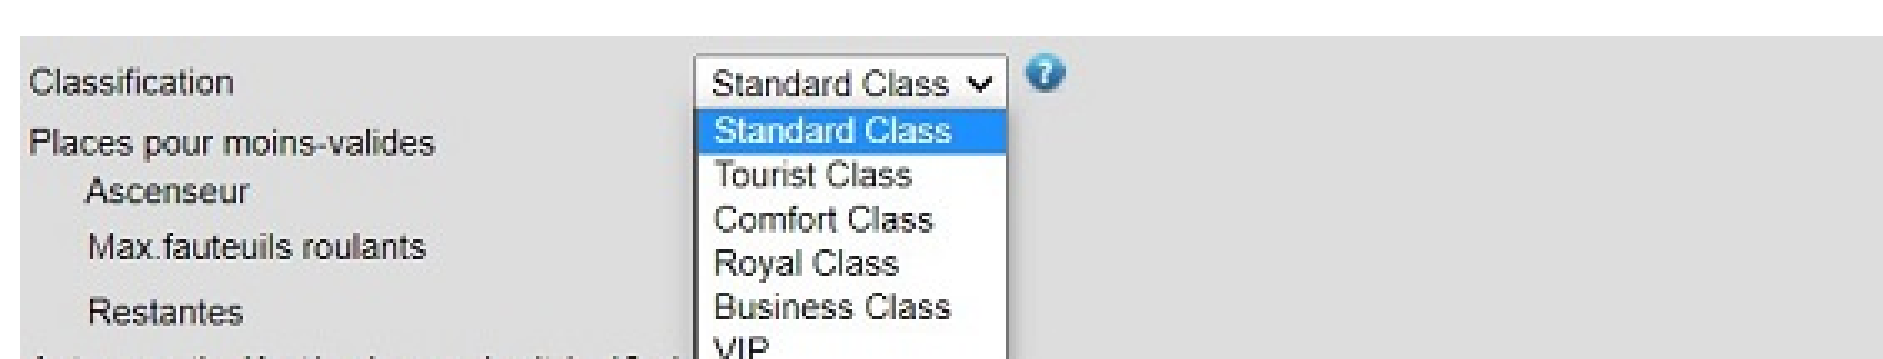 Classification
Standard Class
Standard Class
Places pour moins-valides
Tourist Class
Ascenseur
Comfort Class
Max.fauteuils roulants
Royal Class
Restantes
Business Class
VIP